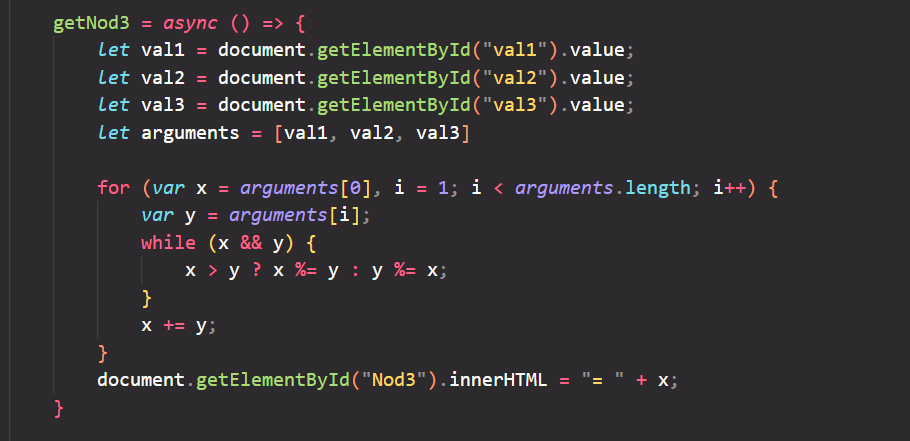 getNod3 = async () => {
let val1 = document.getElementById("val1").value;
let val2 = document.getElementById("val2").value;
let val3 = document.getElementById("val3").value;
let arguments = [val1, val2, val3]
for (var x = arguments[0], i = 1; i < arguments.length; i++) {
var y = arguments[i];
while (x && y) {
x > y ? x %= y : y %= x;
}
x += y;
}
document.getElementById("Nod3").innerHTML = "= " + x;
}